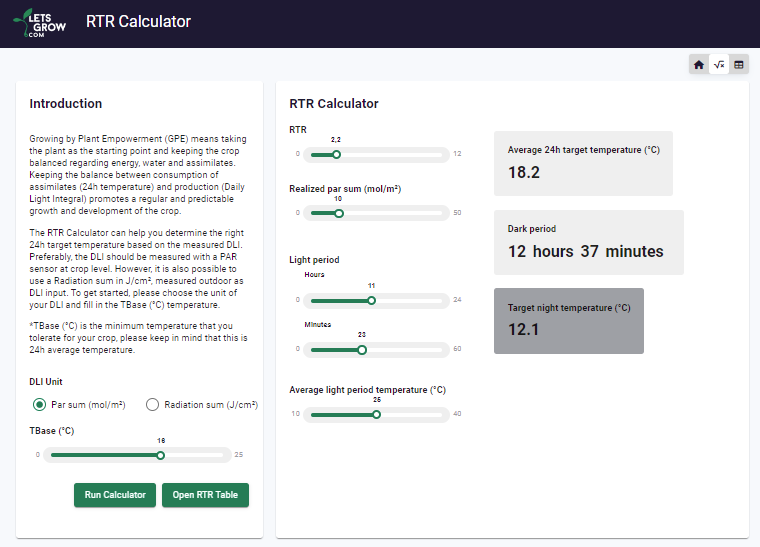 LETS
GROW
.COM
RTR Calculator
Introduction
Growing by Plant Empowerment (GPE) means taking
the plant as the starting point and keeping the crop
balanced regarding energy, water and assimilates.
Keeping the balance between consumption of
assimilates (24h temperature) and production (Daily
Light Integral) promotes a regular and predictable
growth and development of the crop.
The RTR Calculator can help you determine the right
24h target temperature based on the measured DLI.
Preferably, the DLI should be measured with a PAR
sensor at crop level. However, it is also possible to
use a Radiation sum in J/cm², measured outdoor as
DLI input. To get started, please choose the unit of
your DLI and fill in the TBase (°C) temperature.
*TBase (°C) is the minimum temperature that you
tolerate for your crop, please keep in mind that this is
24h average temperature.
DLI Unit
Par sum (mol/m²) Radiation sum (J/cm²)
TBase (°C)
16
0 25
Run Calculator Open RTR Table
RTR Calculator
RTR
2,2
0 12
Realized par sum (mol/m²)
10
0 50
Light period
Hours
11
0 24
Minutes
23
0 60
Average light period temperature (°C)
25
10 40
Average 24h target temperature (°C)
18.2
Dark period
12 hours 37 minutes
Target night temperature (°C)
12.1